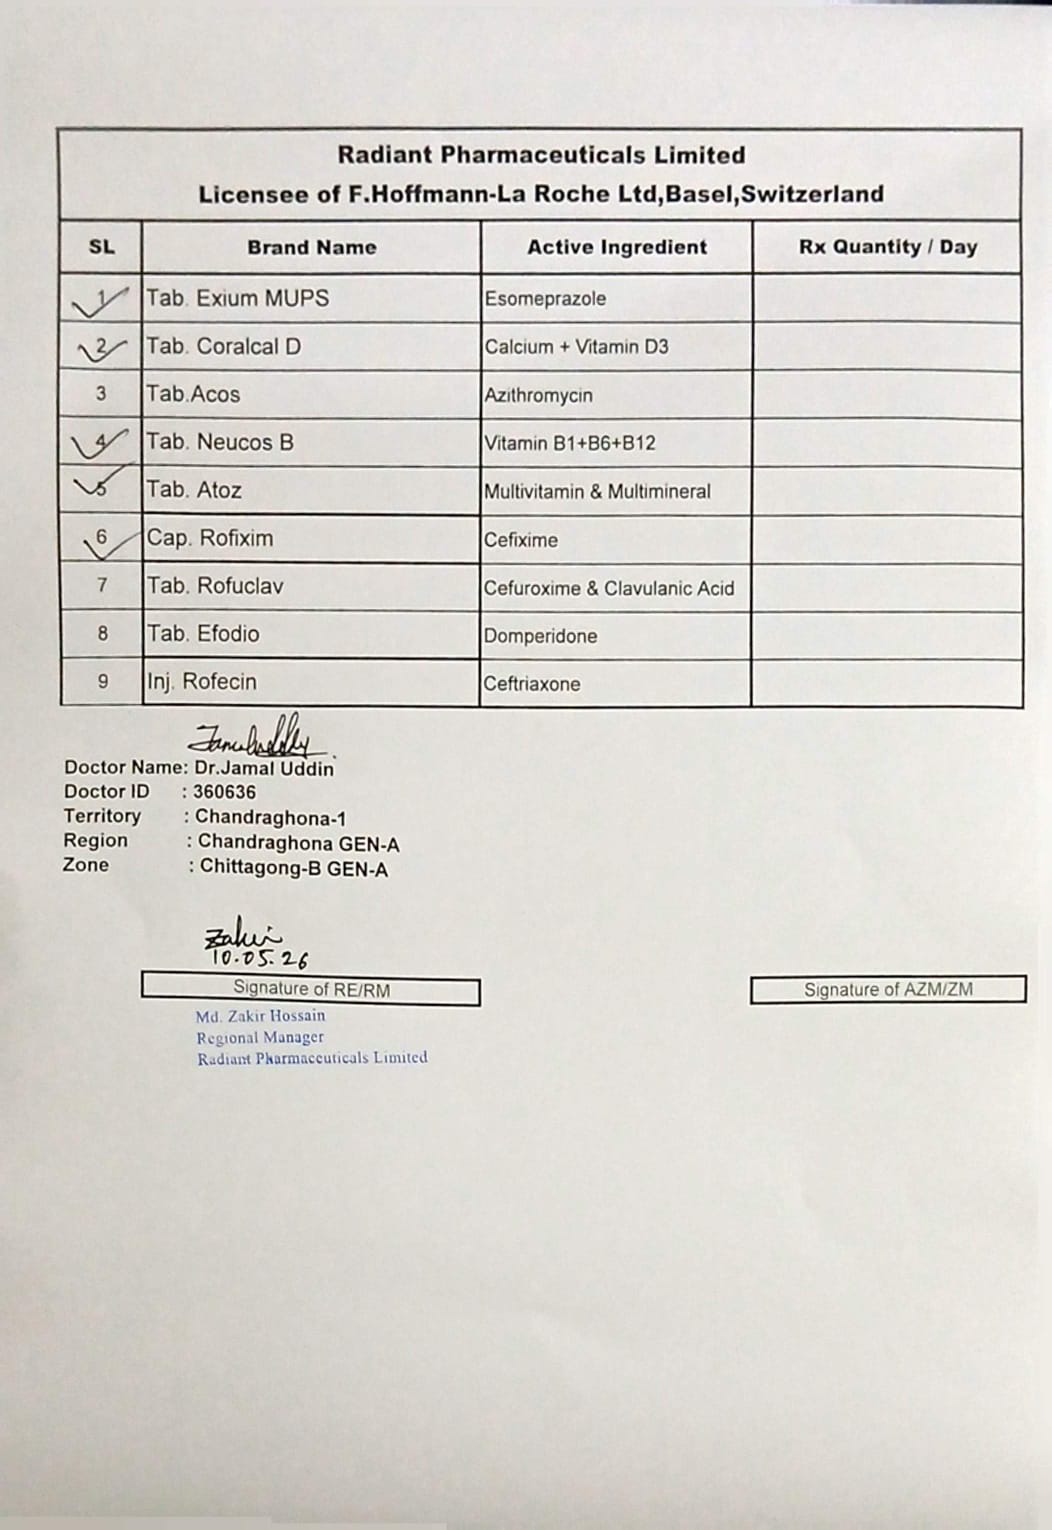 Radiant Pharmaceuticals Limited
Licensee of F.Hoffmann-La Roche Ltd,Basel,Switzerland
SL Brand Name Active Ingredient Rx Quantity / Day
1 Tab. Exium MUPS Esomeprazole
2 Tab. Coralcal D Calcium + Vitamin D3
3 Tab.Acos Azithromycin
4 Tab. Neucos B Vitamin B1+B6+B12
5 Tab. Atoz Multivitamin & Multimineral
6 Cap. Rofixim Cefixime
7 Tab. Rofuclav Cefuroxime & Clavulanic Acid
8 Tab. Efodio Domperidone
9 Inj. Rofecin Ceftriaxone
Doctor Name: Dr.Jamal Uddin
Doctor ID : 360636
Territory : Chandraghona-1
Region : Chandraghona GEN-A
Zone : Chittagong-B GEN-A
Zakir
10.05.26
Signature of RE/RM Signature of AZM/ZM
Md. Zakir Hossain
Regional Manager
Radiant Pharmaceuticals Limited